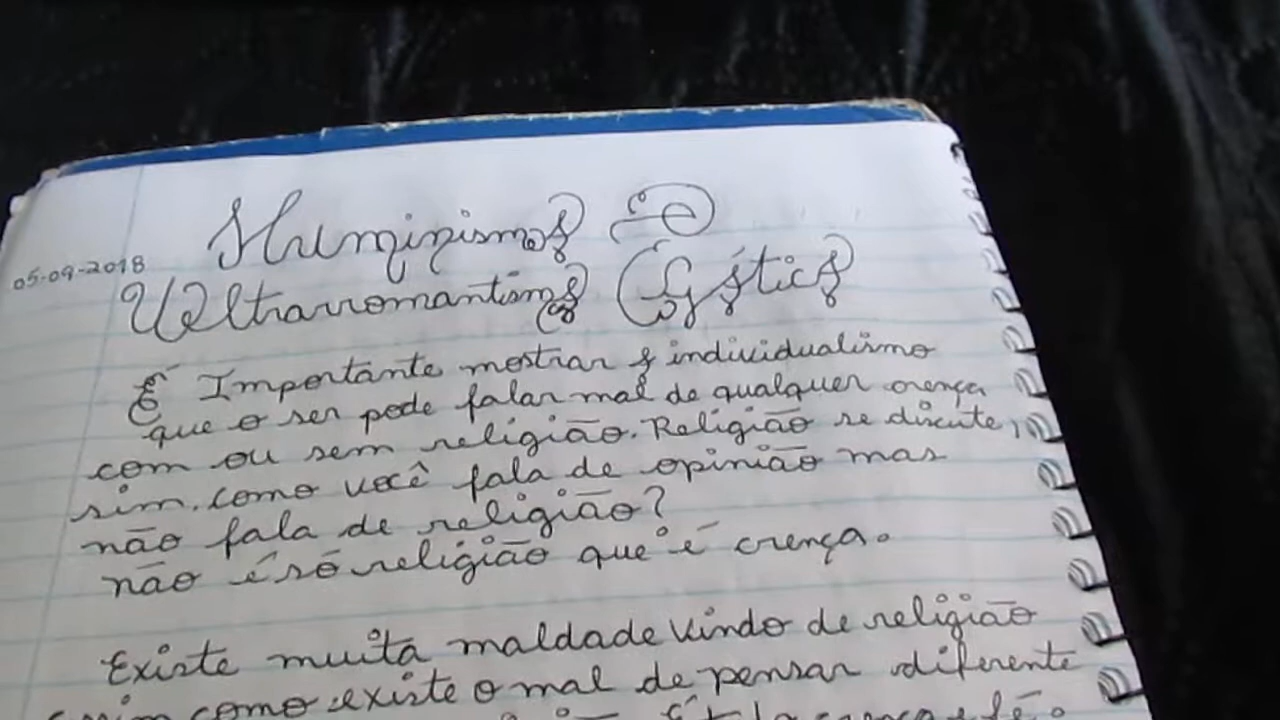 Iluminismo e
05-09-2018
Ultrarromantismo Gístico
É Importante mostrar o individualismo
que o ser pode falar mal de qualquer crença
com ou sem religião. Religião se discute,
sim. como você fala de opinião mas
não fala de religião?
não é só religião que é crença.
Existe muita maldade vindo de religião
como existe o mal de pensar diferente